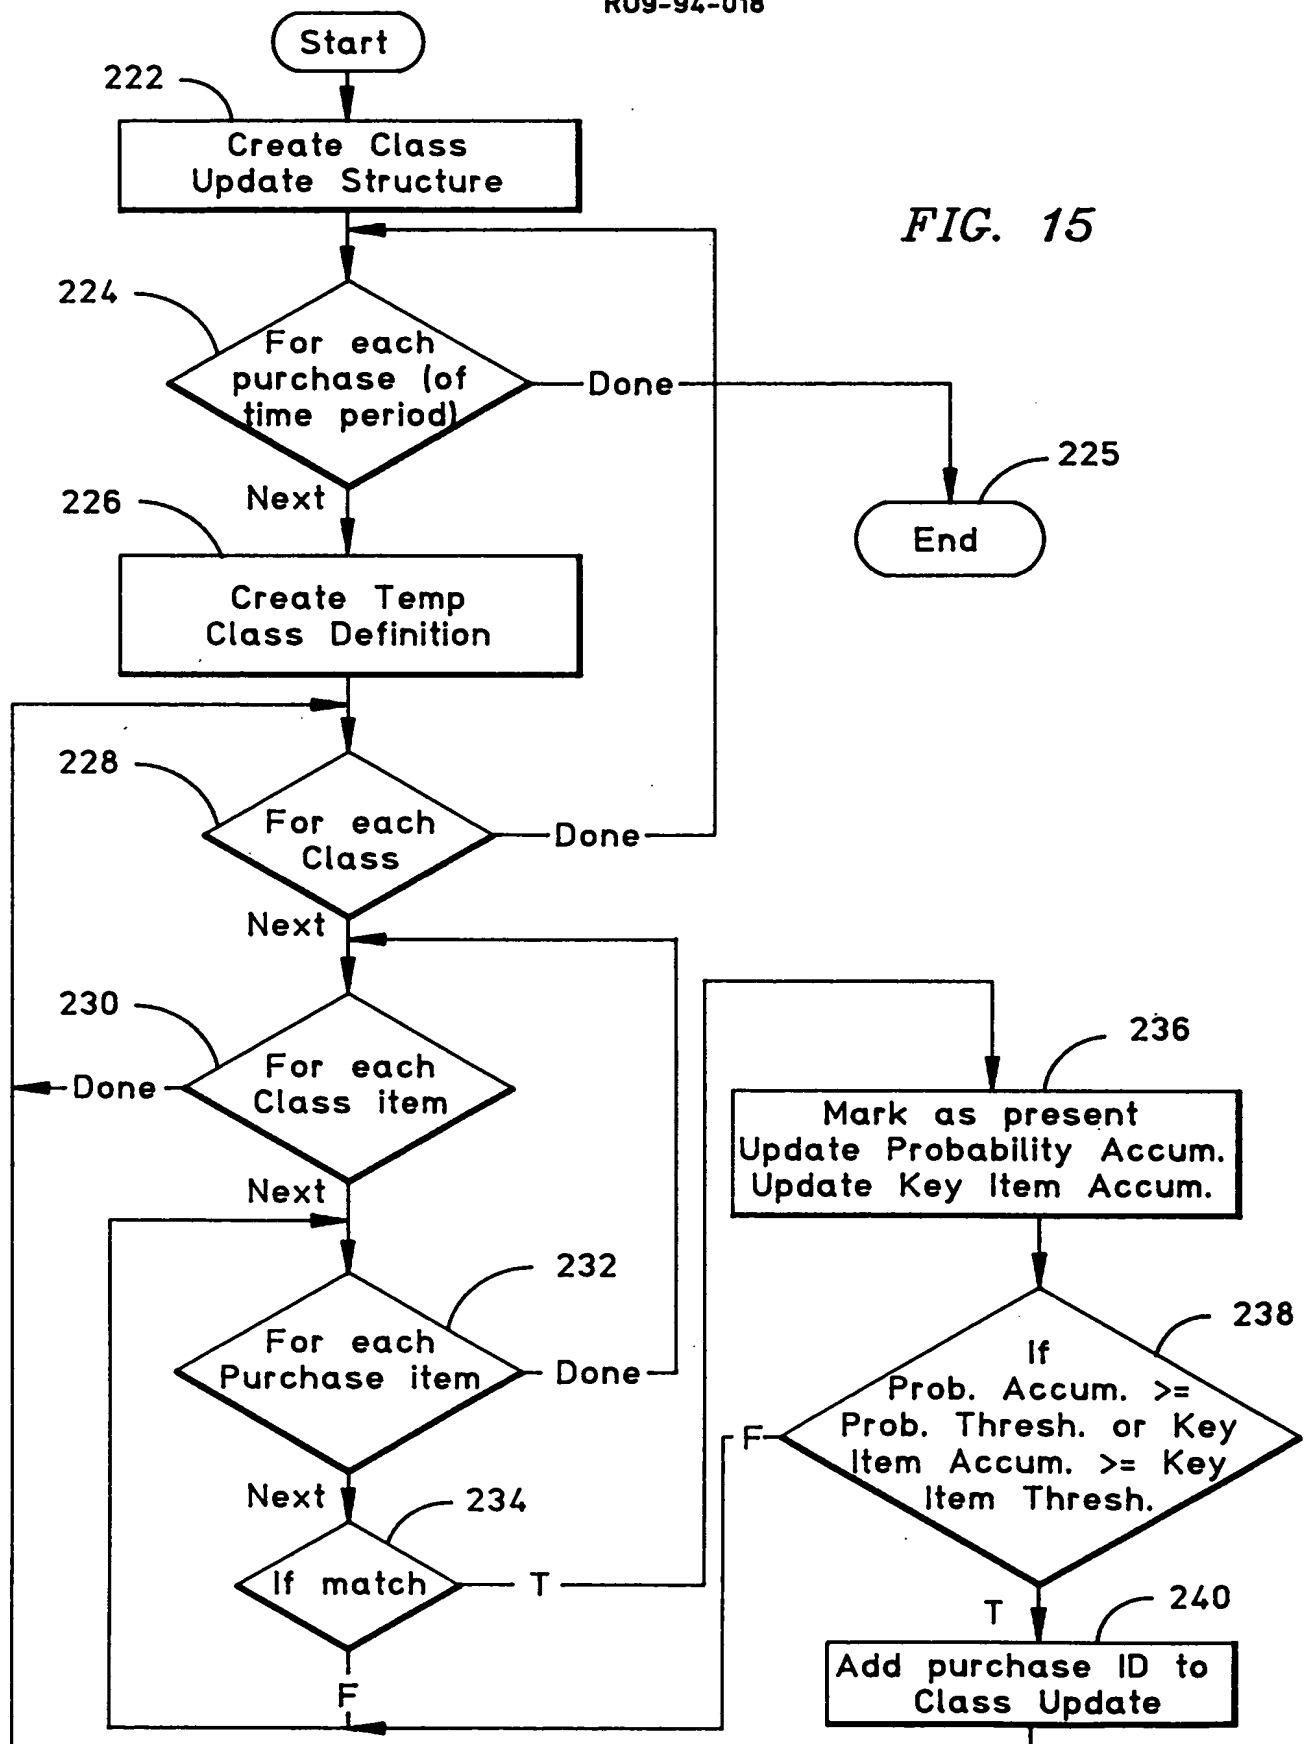 RO9-94-018
Start
222
Create Class
Update Structure
FIG. 15
224
For each
purchase (of
time period)
Done
225
End
Next
226
Create Temp
Class Definition
228
For each
Class
Done
Next
230
For each
Class item
Done
236
Mark as present
Update Probability Accum.
Update Key Item Accum.
Next
232
For each
Purchase item
Done
238
If
Prob. Accum. >=
Prob. Thresh. or Key
Item Accum. >= Key
Item Thresh.
F
Next
234
If match
T
F
T
240
Add purchase ID to
Class Update